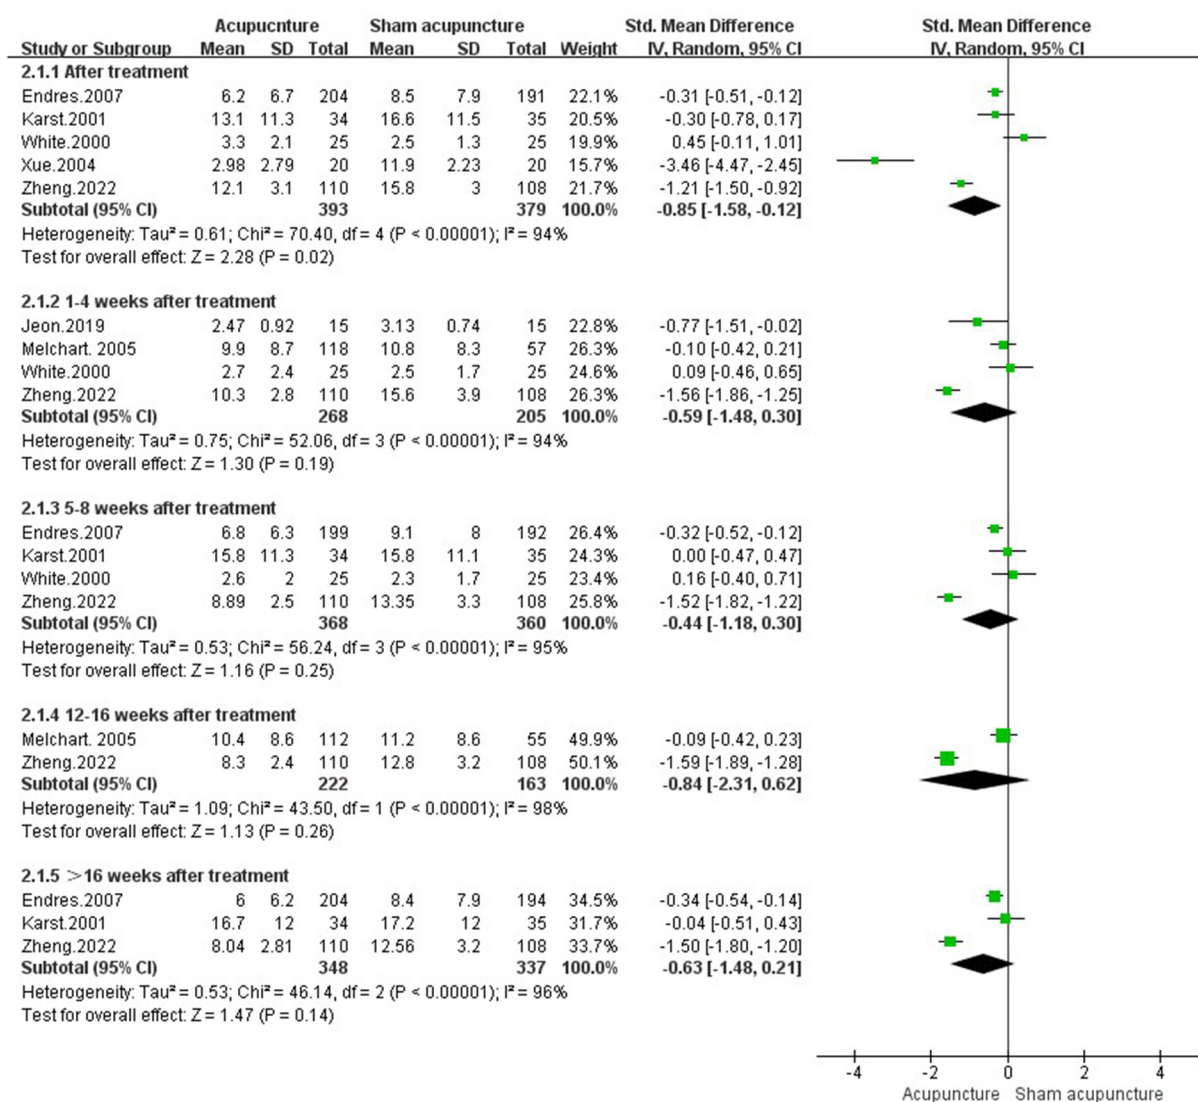 Acupucnture Sham acupuncture Std. Mean Difference Std. Mean Difference
Study or Subgroup Mean SD Total Mean SD Total Weight IV, Random, 95% CI IV, Random, 95% CI
2.1.1 After treatment
Endres.2007 6.2 6.7 204 8.5 7.9 191 22.1% -0.31 [-0.51, -0.12]
Karst.2001 13.1 11.3 34 16.6 11.5 35 20.5% -0.30 [-0.78, 0.17]
White.2000 3.3 2.1 25 2.5 1.3 25 19.9% 0.45 [-0.11, 1.01]
Xue.2004 2.98 2.79 20 11.9 2.23 20 15.7% -3.46 [-4.47, -2.45]
Zheng.2022 12.1 3.1 110 15.8 3 108 21.7% -1.21 [-1.50, -0.92]
Subtotal (95% CI) 393 379 100.0% -0.85 [-1.58, -0.12]
Heterogeneity: Tau² = 0.61; Chi² = 70.40, df = 4 (P < 0.00001); I² = 94%
Test for overall effect: Z = 2.28 (P = 0.02)
2.1.2 1-4 weeks after treatment
Jeon.2019 2.47 0.92 15 3.13 0.74 15 22.8% -0.77 [-1.51, -0.02]
Melchart. 2005 9.9 8.7 118 10.8 8.3 57 26.3% -0.10 [-0.42, 0.21]
White.2000 2.7 2.4 25 2.5 1.7 25 24.6% 0.09 [-0.46, 0.65]
Zheng.2022 10.3 2.8 110 15.6 3.9 108 26.3% -1.56 [-1.86, -1.25]
Subtotal (95% CI) 268 205 100.0% -0.59 [-1.48, 0.30]
Heterogeneity: Tau² = 0.75; Chi² = 52.06, df = 3 (P < 0.00001); I² = 94%
Test for overall effect: Z = 1.30 (P = 0.19)
2.1.3 5-8 weeks after treatment
Endres.2007 6.8 6.3 199 9.1 8 192 26.4% -0.32 [-0.52, -0.12]
Karst.2001 15.8 11.3 34 15.8 11.1 35 24.3% 0.00 [-0.47, 0.47]
White.2000 2.6 2 25 2.3 1.7 25 23.4% 0.16 [-0.40, 0.71]
Zheng.2022 8.89 2.5 110 13.35 3.3 108 25.8% -1.52 [-1.82, -1.22]
Subtotal (95% CI) 368 360 100.0% -0.44 [-1.18, 0.30]
Heterogeneity: Tau² = 0.53; Chi² = 56.24, df = 3 (P < 0.00001); I² = 95%
Test for overall effect: Z = 1.16 (P = 0.25)
2.1.4 12-16 weeks after treatment
Melchart. 2005 10.4 8.6 112 11.2 8.6 55 49.9% -0.09 [-0.42, 0.23]
Zheng.2022 8.3 2.4 110 12.8 3.2 108 50.1% -1.59 [-1.89, -1.28]
Subtotal (95% CI) 222 163 100.0% -0.84 [-2.31, 0.62]
Heterogeneity: Tau² = 1.09; Chi² = 43.50, df = 1 (P < 0.00001); I² = 98%
Test for overall effect: Z = 1.13 (P = 0.26)
2.1.5 ＞16 weeks after treatment
Endres.2007 6 6.2 204 8.4 7.9 194 34.5% -0.34 [-0.54, -0.14]
Karst.2001 16.7 12 34 17.2 12 35 31.7% -0.04 [-0.51, 0.43]
Zheng.2022 8.04 2.81 110 12.56 3.2 108 33.7% -1.50 [-1.80, -1.20]
Subtotal (95% CI) 348 337 100.0% -0.63 [-1.48, 0.21]
Heterogeneity: Tau² = 0.53; Chi² = 46.14, df = 2 (P < 0.00001); I² = 96%
Test for overall effect: Z = 1.47 (P = 0.14)
-4 -2 0 2 4
Acupuncture Sham acupuncture